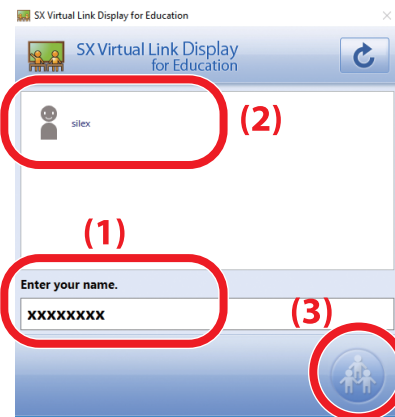 SX Virtual Link Display for Education
SX Virtual Link Display
for Education
silex
(2)
(1)
Enter your name.
xxxxxxxx
(3)